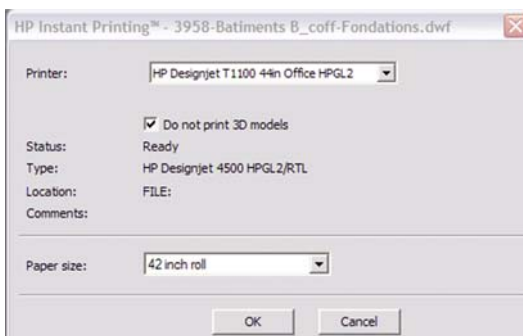 HP Instant Printing™ - 3958-Batiments B_coff-Fondations.dwf
Printer: HP Designjet T1100 44in Office HPGL2
Do not print 3D models
Status: Ready
Type: HP Designjet 4500 HPGL2/RTL
Location: FILE:
Comments:
Paper size: 42 inch roll
OK Cancel